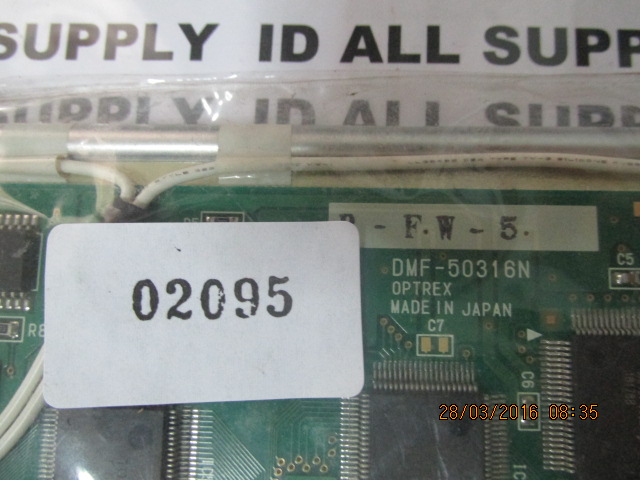 SUPPLY ID ALL SUPP
SUPPLY ID ALL SUPP
- F.W-5.
DMF-50316N
OPTREX
MADE IN JAPAN
C5
02095
C7
C6
28/03/2016 08:35